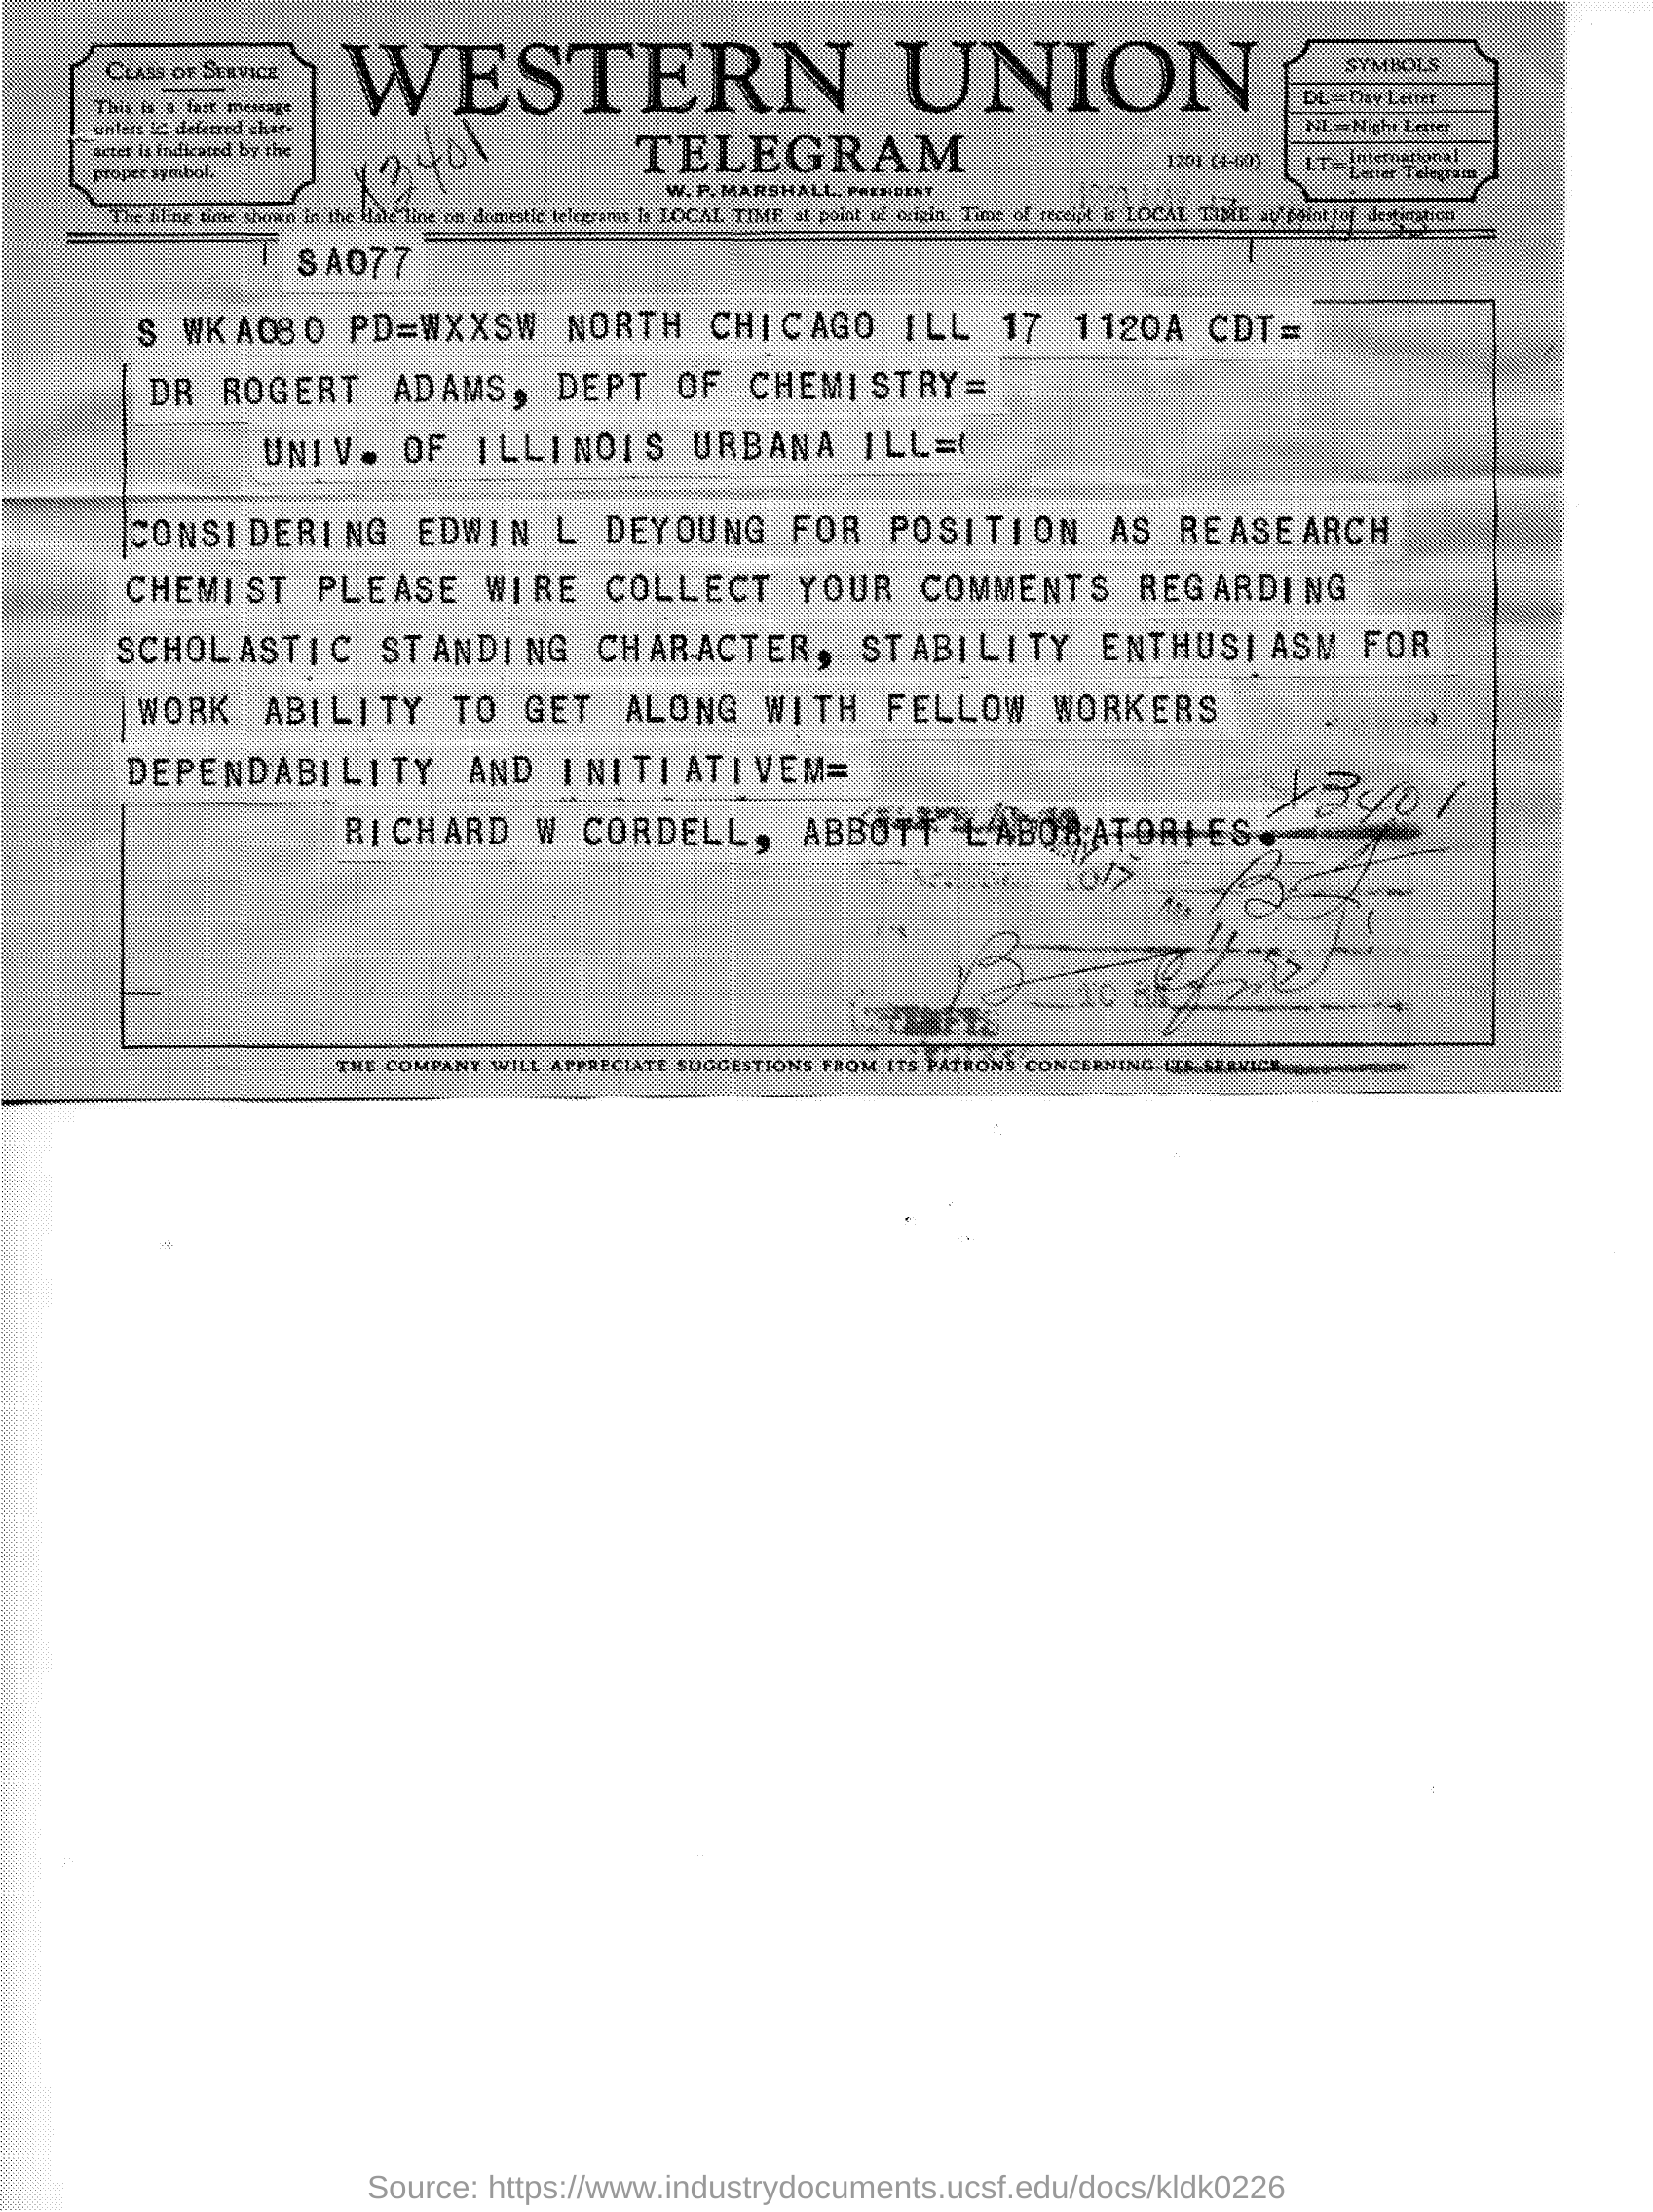 CLASS OF SERVICE
This is a fast message
unless its deferred char-
acter is indicated by the
proper symbol.
WESTERN UNION
TELEGRAM
W. P. MARSHALL, PRESIDENT
1201 (4-60)
SYMBOLS
DL=Day Letter
NL=Night Letter
LT=International Letter Telegram
The filing time shown in the date line on domestic telegrams is LOCAL TIME at point of origin. Time of receipt is LOCAL TIME at point of destination
SA077
S WKA080 PD=WXXSW NORTH CHICAGO ILL 17 1120A CDT=
DR ROGERT ADAMS, DEPT OF CHEMISTRY=
UNIV. OF ILLINOIS URBANA ILL=
CONSIDERING EDWIN L DEYOUNG FOR POSITION AS REASEARCH
CHEMIST PLEASE WIRE COLLECT YOUR COMMENTS REGARDING
SCHOLASTIC STANDING CHARACTER, STABILITY ENTHUSIASM FOR
WORK ABILITY TO GET ALONG WITH FELLOW WORKERS
DEPENDABILITY AND INITIATIVEM=
RICHARD W CORDELL, ABBOTT LABORATORIES.
THE COMPANY WILL APPRECIATE SUGGESTIONS FROM ITS PATRONS CONCERNING ITS SERVICE
Source: https://www.industrydocuments.ucsf.edu/docs/kldk0226